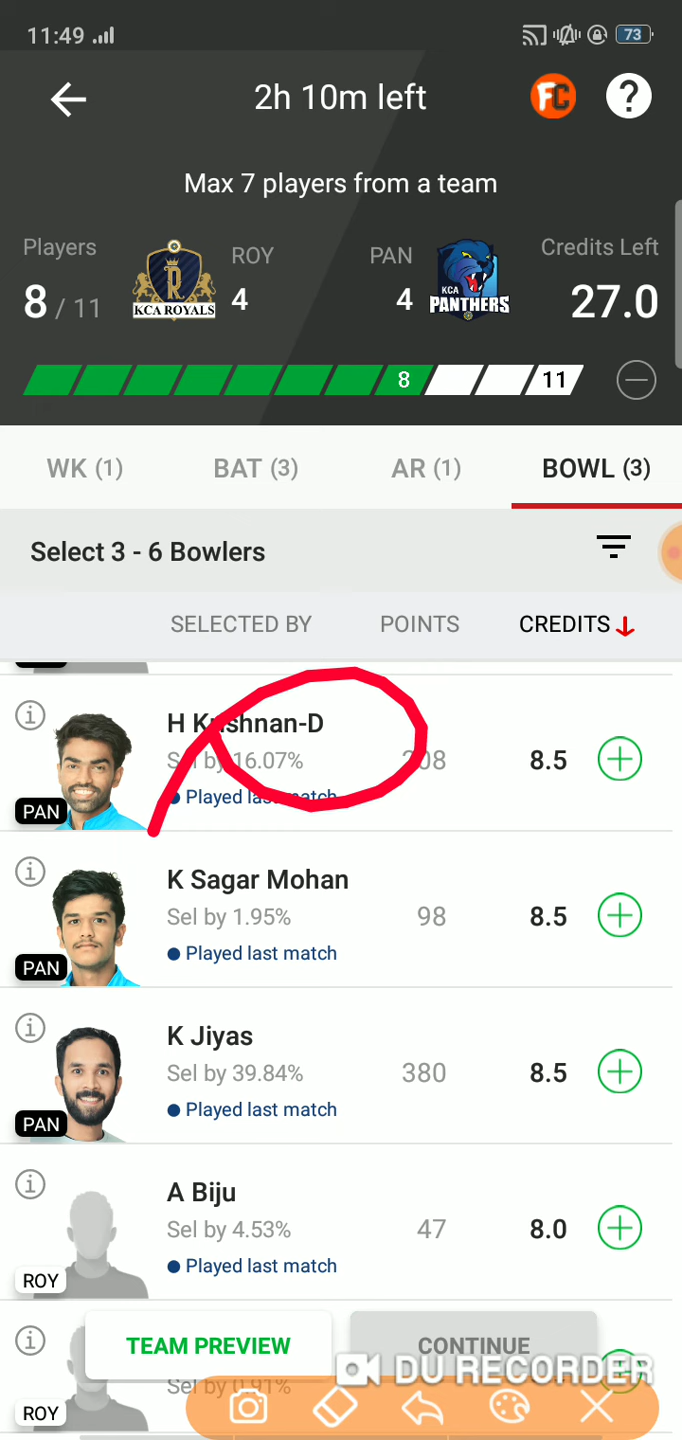 11:49
73
2h 10m left
FC
?
Max 7 players from a team
Players
ROY
PAN
Credits Left
8 / 11
KCA ROYALS
4
4
KCA
PANTHERS
27.0
8
11
WK (1)
BAT (3)
AR (1)
BOWL (3)
Select 3 - 6 Bowlers
SELECTED BY
POINTS
CREDITS
H Krishnan-D
Sel by 16.07%
8.5
Played last match
PAN
K Sagar Mohan
Sel by 1.95%
98
8.5
Played last match
PAN
K Jiyas
Sel by 39.84%
380
8.5
Played last match
PAN
A Biju
Sel by 4.53%
47
8.0
Played last match
ROY
TEAM PREVIEW
CONTINUE
DU RECORDER
Sel by 0.91%
ROY